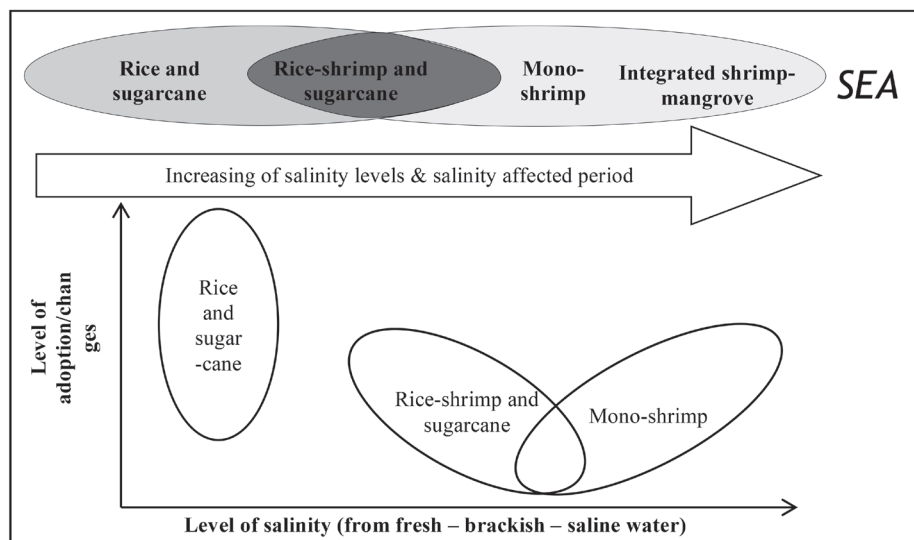 Rice and
sugarcane
Rice-shrimp and
sugarcane
Mono-
shrimp
Integrated shrimp-
mangrove
SEA
Increasing of salinity levels & salinity affected period
Level of
adoption/chan
ges
Rice
and
sugar
-cane
Rice-shrimp and
sugarcane
Mono-shrimp
Level of salinity (from fresh – brackish – saline water)